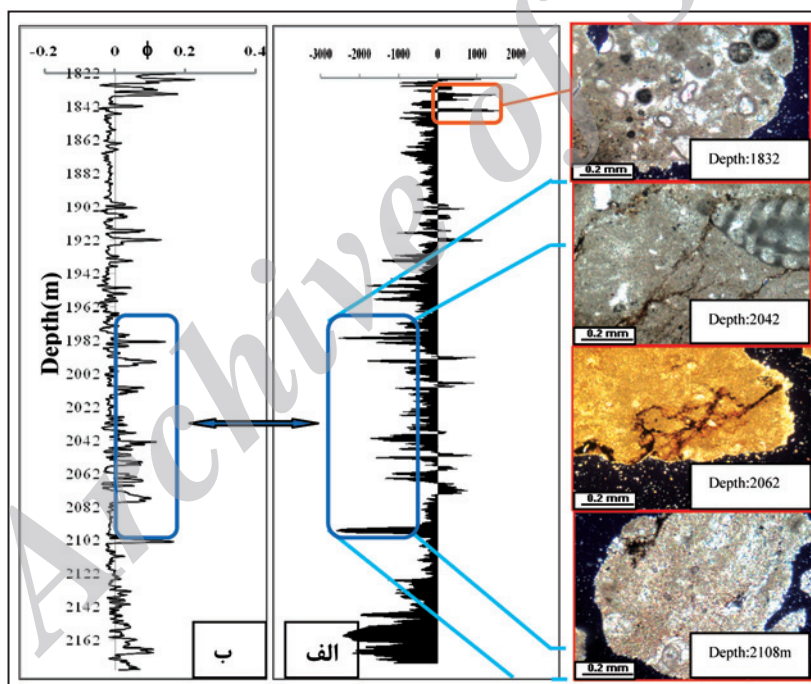 -0.2 0 ϕ 0.2 0.4
-3000 -2000 -1000 0 1000 2000
Depth(m)
1822
1842
1862
1882
1902
1922
1942
1962
1982
2002
2022
2042
2062
2082
2102
2122
2142
2162
ب
الف
Depth:1832
0.2 mm
Depth:2042
0.2 mm
Depth:2062
0.2 mm
Depth:2108m
0.2 mm
Archive of S